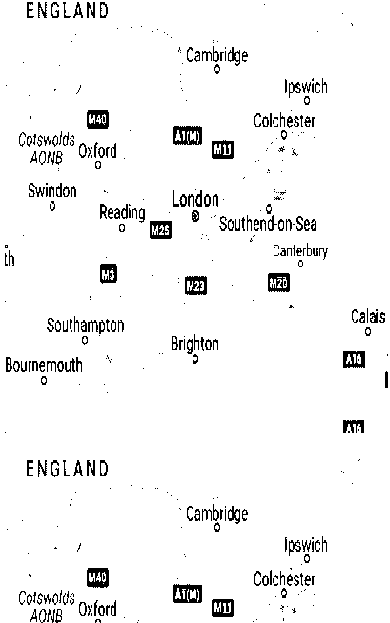 ENGLAND
Cambridge
Ipswich
M40
Colchester
A1(M)
M11
Cotswolds
AONB
Oxford
Swindon
London
Reading
Southend-on-Sea
M25
Canterbury
th
M3
M23
M20
Calais
Southampton
Brighton
A16
Bournemouth
A16
ENGLAND
Cambridge
Ipswich
M40
Colchester
A1(M)
M11
Cotswolds
AONB
Oxford